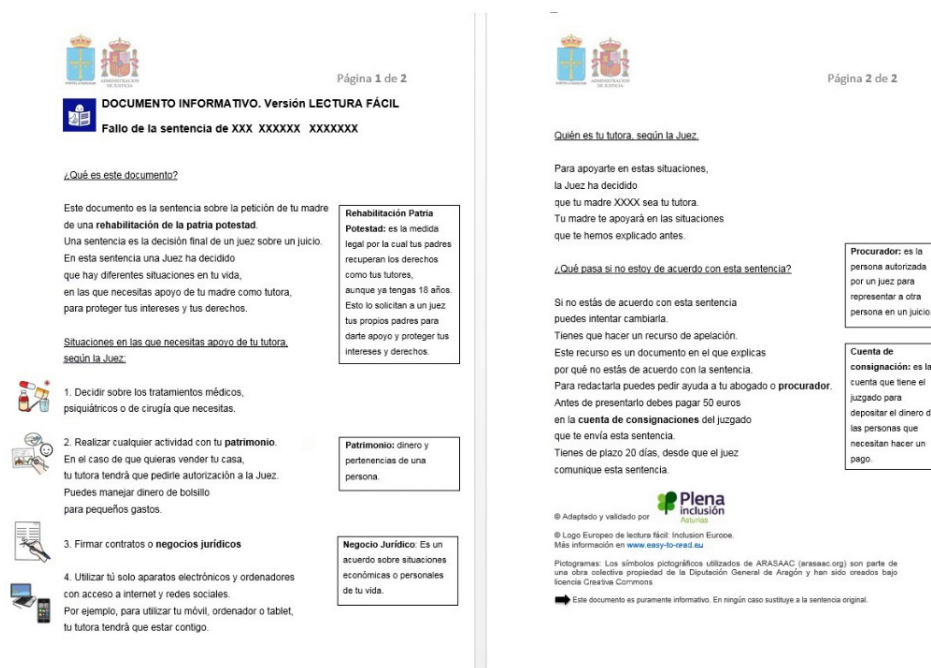 Página 1 de 2
DOCUMENTO INFORMATIVO. Versión LECTURA FÁCIL
Fallo de la sentencia de XXX XXXXXX XXXXXXX
¿Qué es este documento?
Este documento es la sentencia sobre la petición de tu madre
de una rehabilitación de la patria potestad.
Una sentencia es la decisión final de un juez sobre un juicio.
En esta sentencia una Juez ha decidido
que hay diferentes situaciones en tu vida,
en las que necesitas apoyo de tu madre como tutora,
para proteger tus intereses y tus derechos.
Rehabilitación Patria
Potestad: es la medida
legal por la cual tus padres
recuperan los derechos
como tus tutores,
aunque ya tengas 18 años.
Esto lo solicitan a un juez
tus propios padres para
darte apoyo y proteger tus
intereses y derechos.
Situaciones en las que necesitas apoyo de tu tutora,
según la Juez:
1. Decidir sobre los tratamientos médicos,
psiquiátricos o de cirugía que necesitas.
2. Realizar cualquier actividad con tu patrimonio.
En el caso de que quieras vender tu casa,
tu tutora tendrá que pedirle autorización a la Juez.
Puedes manejar dinero de bolsillo
para pequeños gastos.
Patrimonio: dinero y
pertenencias de una
persona.
3. Firmar contratos o negocios jurídicos
Negocio Jurídico: Es un
acuerdo sobre situaciones
económicas o personales
de tu vida.
4. Utilizar tú solo aparatos electrónicos y ordenadores
con acceso a internet y redes sociales.
Por ejemplo, para utilizar tu móvil, ordenador o tablet,
tu tutora tendrá que estar contigo.
Página 2 de 2
Quién es tu tutora, según la Juez.
Para apoyarte en estas situaciones,
la Juez ha decidido
que tu madre XXXX sea tu tutora.
Tu madre te apoyará en las situaciones
que te hemos explicado antes.
¿Qué pasa si no estoy de acuerdo con esta sentencia?
Si no estás de acuerdo con esta sentencia
puedes intentar cambiarla.
Tienes que hacer un recurso de apelación.
Este recurso es un documento en el que explicas
por qué no estás de acuerdo con la sentencia.
Para redactarla puedes pedir ayuda a tu abogado o procurador.
Antes de presentarlo debes pagar 50 euros
en la cuenta de consignaciones del juzgado
que te envía esta sentencia.
Tienes de plazo 20 días, desde que el juez
comunique esta sentencia.
Procurador: es la
persona autorizada
por un juez para
representar a otra
persona en un juicio.
Cuenta de
consignación: es la
cuenta que tiene el
juzgado para
depositar el dinero d
las personas que
necesitan hacer un
pago.
© Adaptado y validado por
Plena
inclusión
Asturias
© Logo Europeo de lectura fácil: Inclusion Europe.
Más información en www.easy-to-read.eu
Pictogramas: Los símbolos pictográficos utilizados de ARASAAC (arasaac.org) son parte de
una obra colectiva propiedad de la Diputación General de Aragón y han sido creados bajo
licencia Creativa Commons
Este documento es puramente informativo. En ningún caso sustituye a la sentencia original.